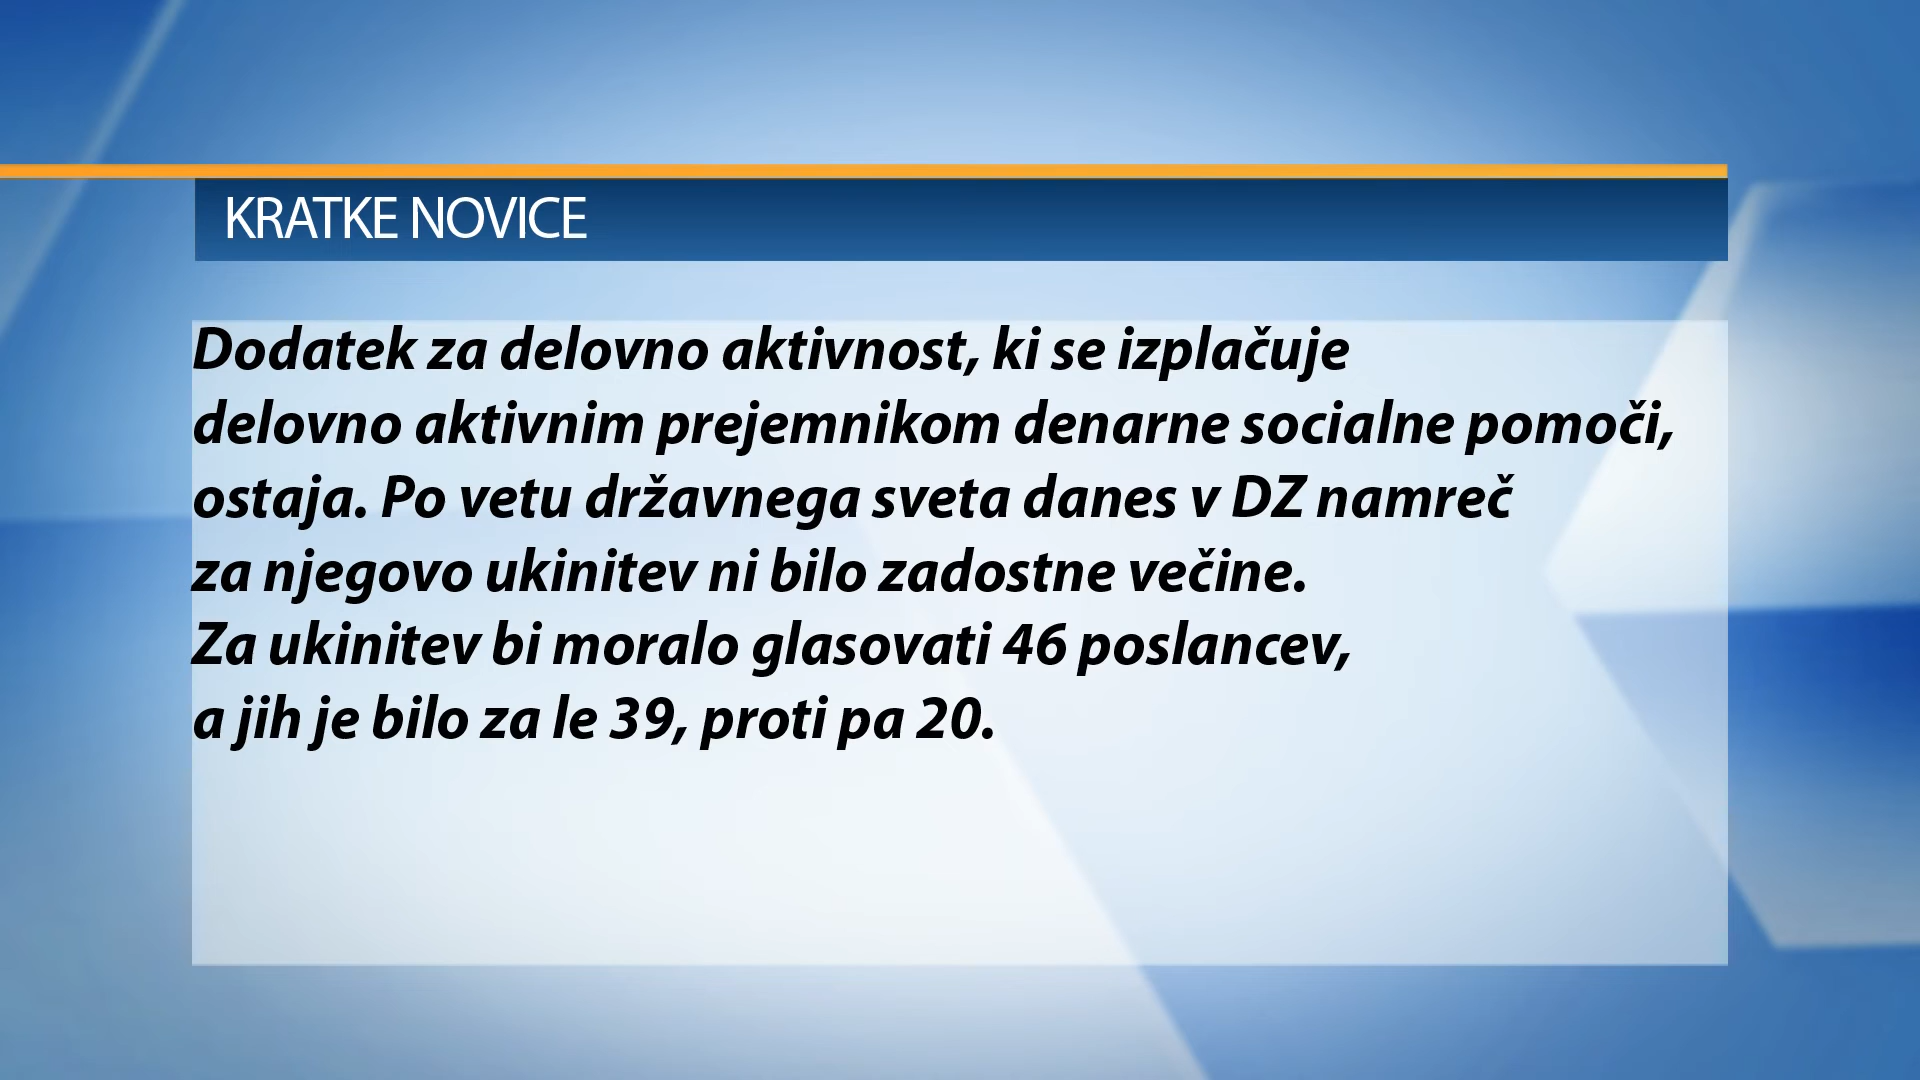 KRATKE NOVICE
Dodatek za delovno aktivnost, ki se izplačuje
delovno aktivnim prejemnikom denarne socialne pomoči,
ostaja. Po vetu državnega sveta danes v DZ namreč
za njegovo ukinitev ni bilo zadostne večine.
Za ukinitev bi moralo glasovati 46 poslancev,
a jih je bilo za le 39, proti pa 20.